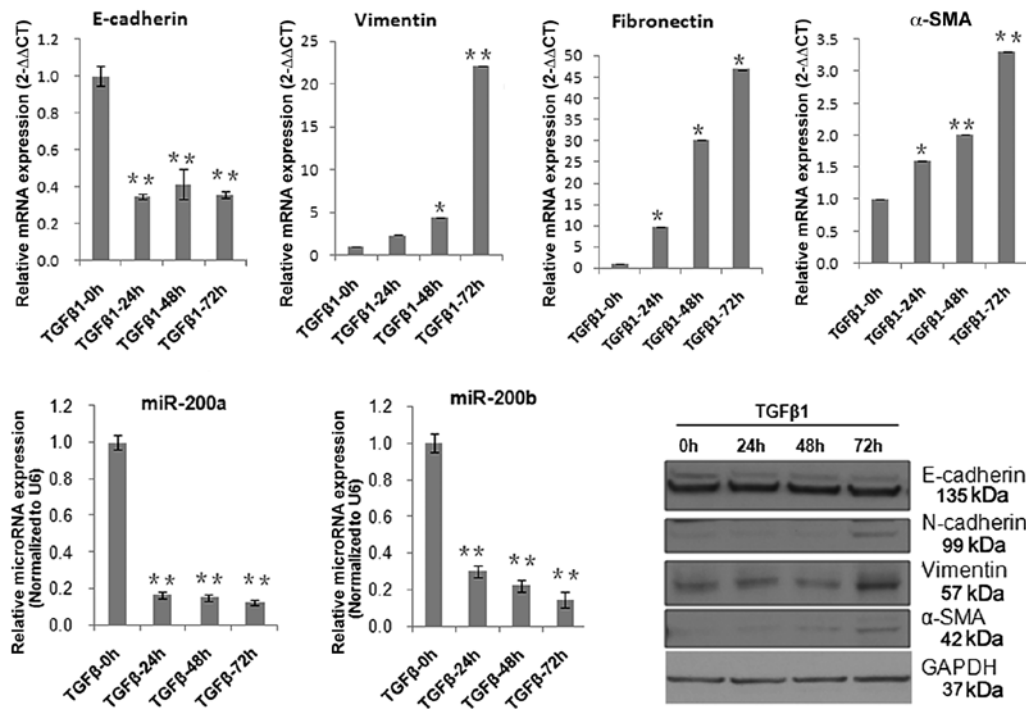 E-cadherin
Relative mRNA expression (2-ΔΔCT)
1.2
1.0
0.8
0.6
0.4
0.2
0.0
**
**
**
TGFβ1-0h
TGFβ1-24h
TGFβ1-48h
TGFβ1-72h
Vimentin
Relative mRNA expression (2-ΔΔCT)
25
20
15
10
5
0
*
**
TGFβ1-0h
TGFβ1-24h
TGFβ1-48h
TGFβ1-72h
Fibronectin
Relative mRNA expression (2-ΔΔCT)
50
45
40
35
30
25
20
15
10
5
0
*
*
*
TGFβ1-0h
TGFβ1-24h
TGFβ1-48h
TGFβ1-72h
α-SMA
Relative mRNA expression (2-ΔΔCT)
3.5
3.0
2.5
2.0
1.5
1.0
0.5
0.0
*
**
**
TGFβ1-0h
TGFβ1-24h
TGFβ1-48h
TGFβ1-72h
miR-200a
Relative microRNA expression
(Normalized to U6)
1.2
1.0
0.8
0.6
0.4
0.2
0.0
**
**
**
TGFβ-0h
TGFβ-24h
TGFβ-48h
TGFβ-72h
miR-200b
Relative microRNA expression
(Normalized to U6)
1.2
1.0
0.8
0.6
0.4
0.2
0.0
**
**
**
TGFβ-0h
TGFβ-24h
TGFβ-48h
TGFβ-72h
TGFβ1
0h 24h 48h 72h
E-cadherin
135 kDa
N-cadherin
99 kDa
Vimentin
57 kDa
α-SMA
42 kDa
GAPDH
37 kDa